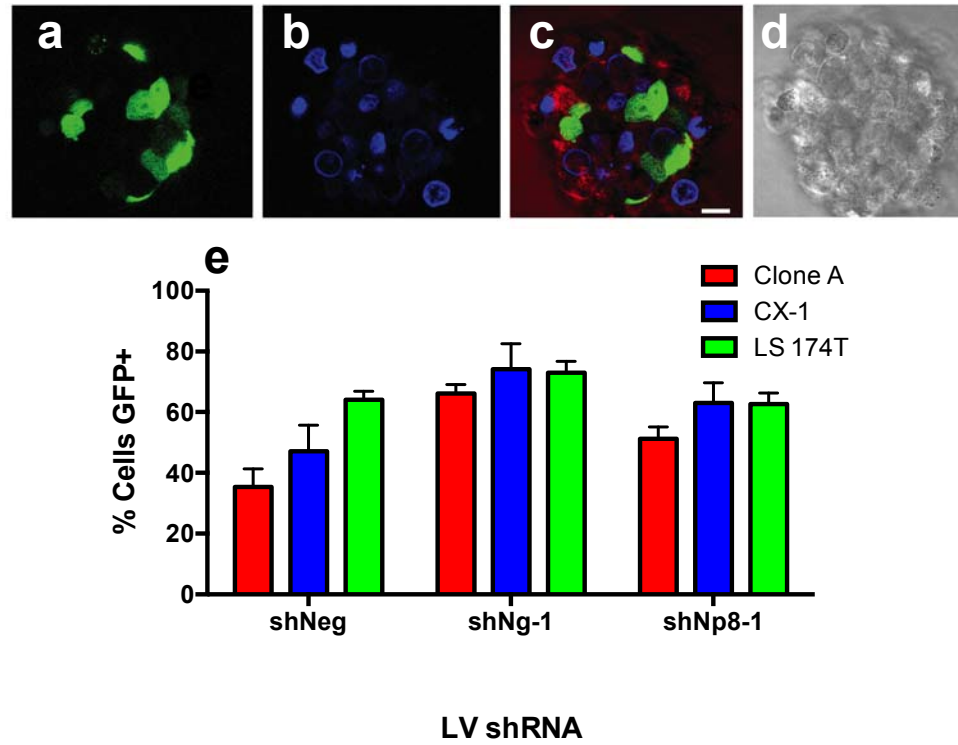 a
b
c
d
e
Clone A
CX-1
LS 174T
100
80
60
40
20
0
% Cells GFP+
shNeg shNg-1 shNp8-1
LV shRNA